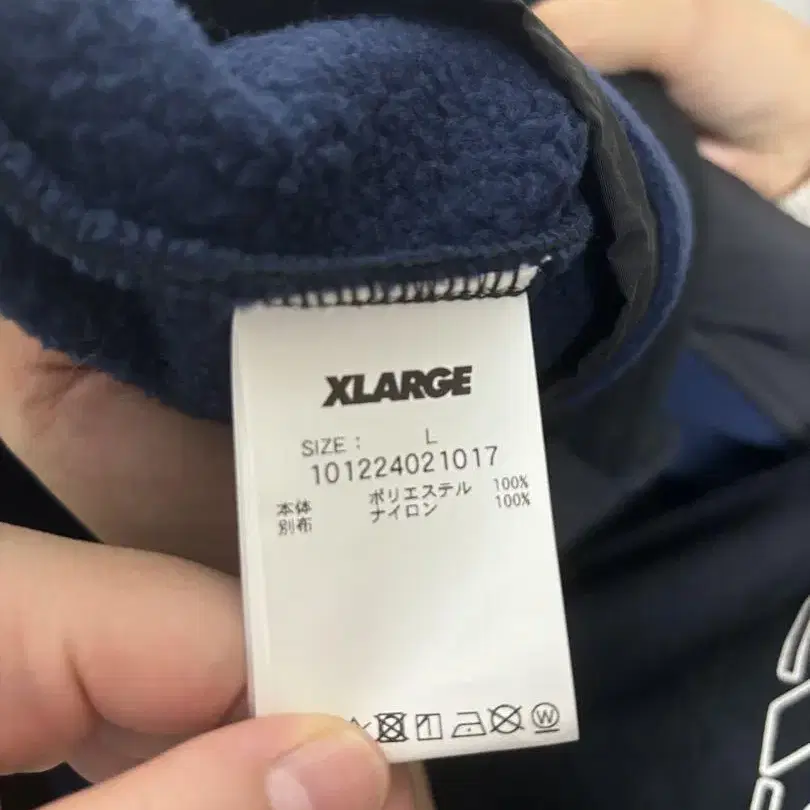 XLARGE
SIZE: L
101224021017
本体 ポリエステル 100%
別布 ナイロン 100%
W